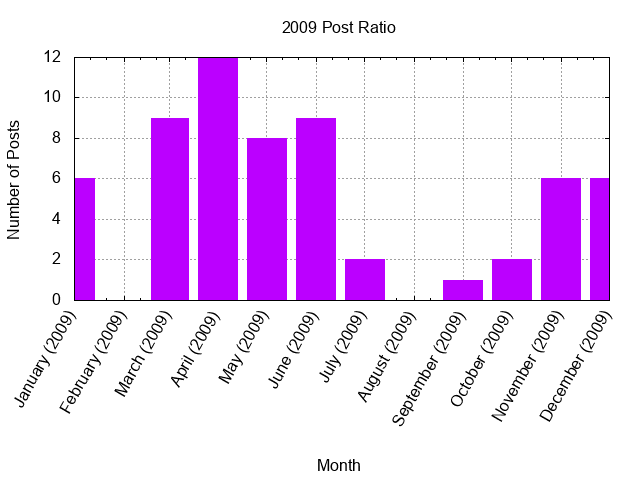 2009 Post Ratio
Number of Posts
12
10
8
6
4
2
0
January (2009)
February (2009)
March (2009)
April (2009)
May (2009)
June (2009)
July (2009)
August (2009)
September (2009)
October (2009)
November (2009)
December (2009)
Month